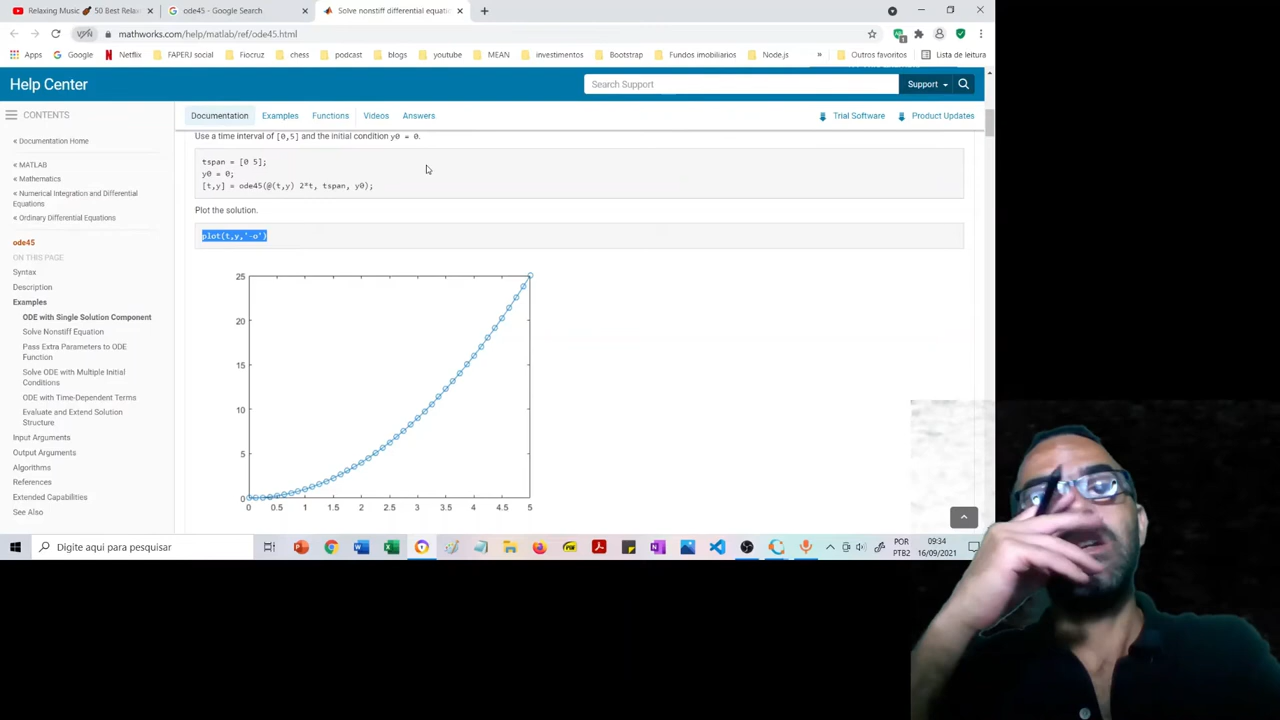 Relaxing Music 🎻 50 Best Relax
ode45 - Google Search
Solve nonstiff differential equatio
mathworks.com/help/matlab/ref/ode45.html
Apps
Google
Netflix
FAPERJ social
Fiocruz
chess
podcast
blogs
youtube
MEAN
investimentos
Bootstrap
Fundos imobiliarios
Node.js
»
Outros favoritos
Lista de leitura
Help Center
Search Support
Support
CONTENTS
Documentation
Examples
Functions
Videos
Answers
Trial Software
Product Updates
« Documentation Home
« MATLAB
« Mathematics
« Numerical Integration and Differential
Equations
« Ordinary Differential Equations
ode45
ON THIS PAGE
Syntax
Description
Examples
ODE with Single Solution Component
Solve Nonstiff Equation
Pass Extra Parameters to ODE
Function
Solve ODE with Multiple Initial
Conditions
ODE with Time-Dependent Terms
Evaluate and Extend Solution
Structure
Input Arguments
Output Arguments
Algorithms
References
Extended Capabilities
See Also
Use a time interval of [0,5] and the initial condition y0 = 0.
tspan = [0 5];
y0 = 0;
[t,y] = ode45(@(t,y) 2*t, tspan, y0);
Plot the solution.
plot(t,y,'-o')
25
20
15
10
5
0
0 0.5 1 1.5 2 2.5 3 3.5 4 4.5 5
Digite aqui para pesquisar
POR
PTB2
09:34
16/09/2021